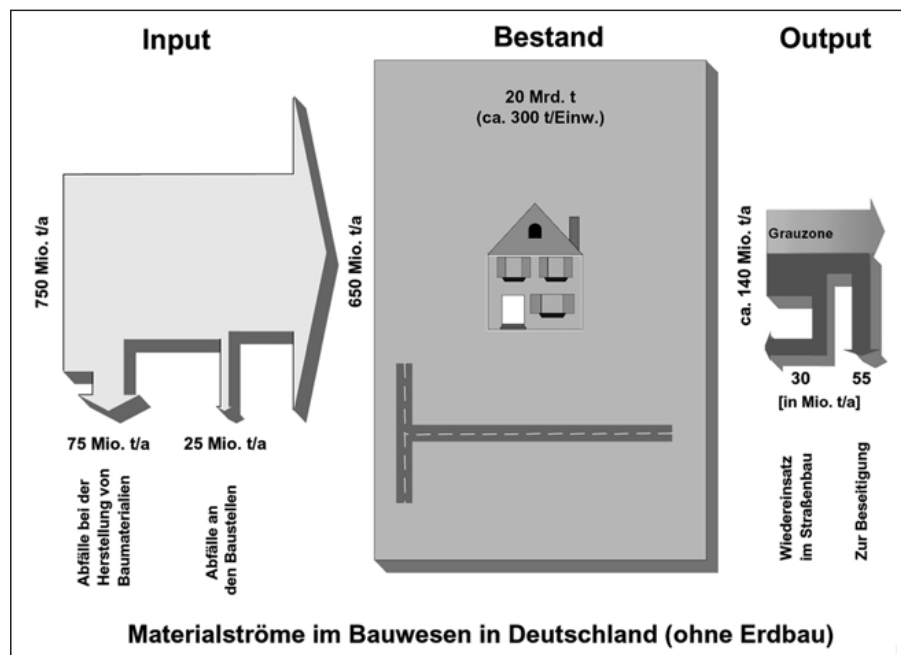 Input
Bestand
Output
20 Mrd. t
(ca. 300 t/Einw.)
750 Mio. t/a
650 Mio. t/a
ca. 140 Mio. t/a
Grauzone
75 Mio. t/a
25 Mio. t/a
30
55
[in Mio. t/a]
Abfälle bei der
Herstellung von
Baumaterialien
Abfälle an
den Baustellen
Wiedereinsatz
im Straßenbau
Zur Beseitigung
Materialströme im Bauwesen in Deutschland (ohne Erdbau)